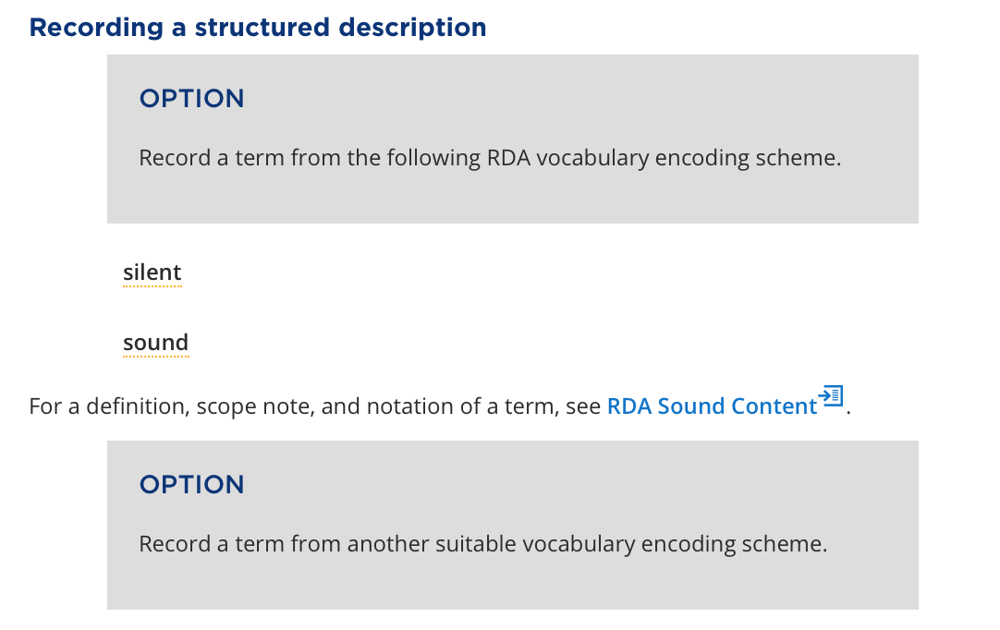 Recording a structured description
OPTION
Record a term from the following RDA vocabulary encoding scheme.
silent
sound
For a definition, scope note, and notation of a term, see RDA Sound Content.
OPTION
Record a term from another suitable vocabulary encoding scheme.